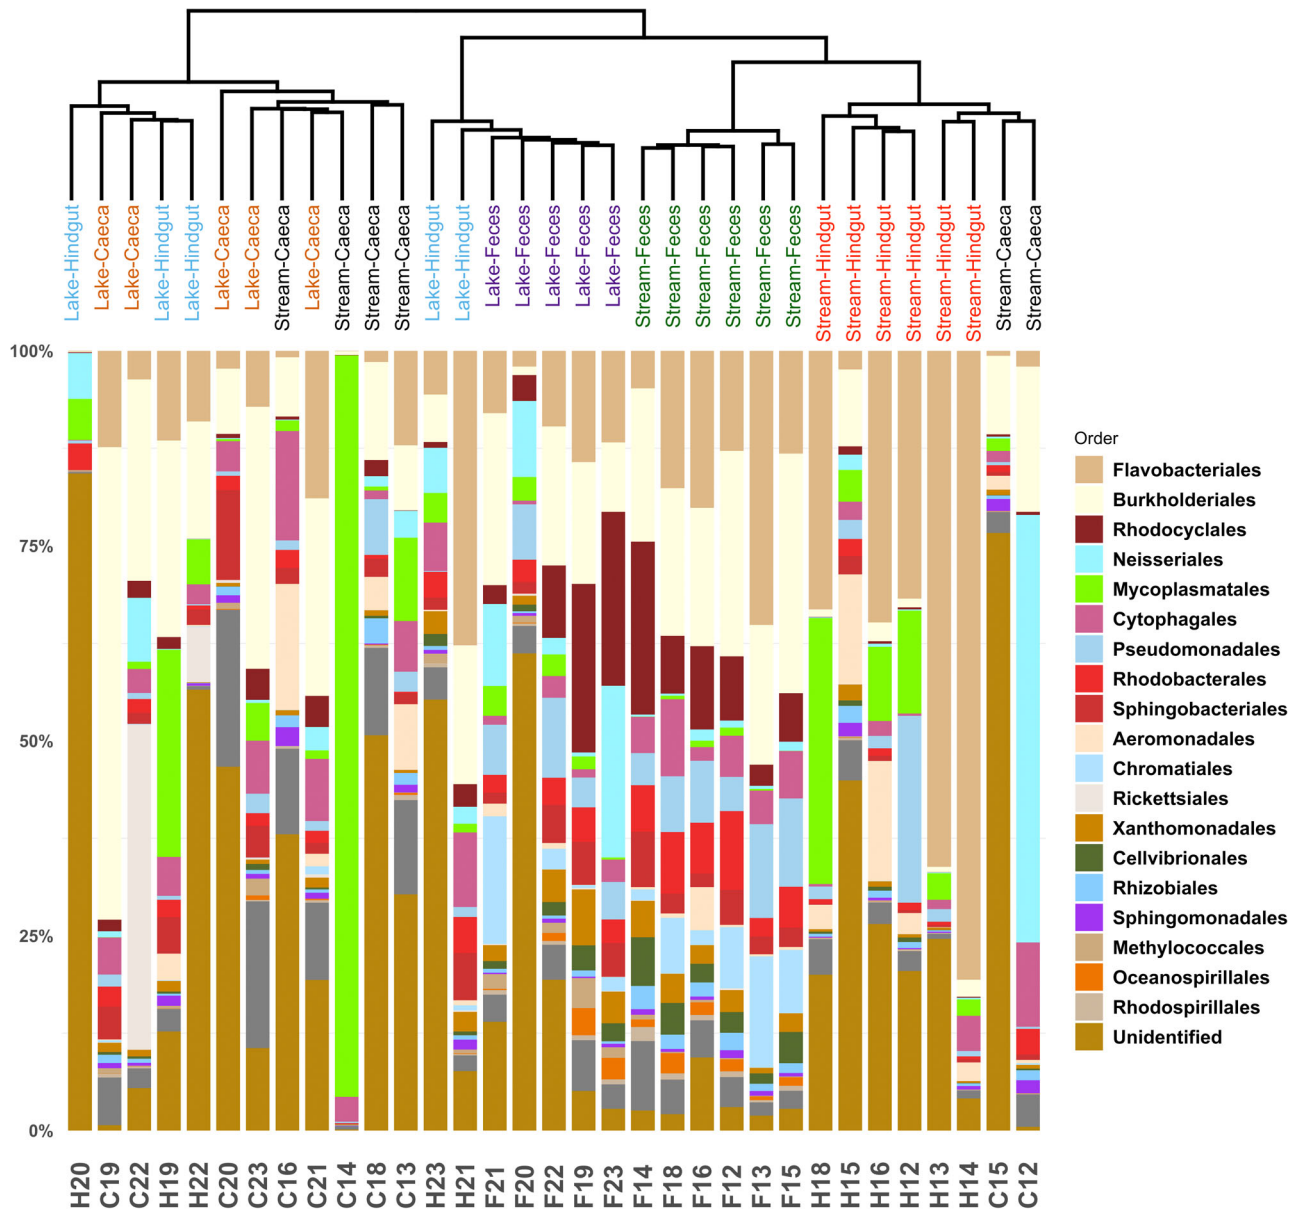 Lake-Hindgut
Lake-Caeca
Lake-Caeca
Lake-Hindgut
Lake-Hindgut
Lake-Caeca
Lake-Caeca
Stream-Caeca
Lake-Caeca
Stream-Caeca
Stream-Caeca
Stream-Caeca
Lake-Hindgut
Lake-Hindgut
Lake-Feces
Lake-Feces
Lake-Feces
Lake-Feces
Lake-Feces
Stream-Feces
Stream-Feces
Stream-Feces
Stream-Feces
Stream-Feces
Stream-Feces
Stream-Hindgut
Stream-Hindgut
Stream-Hindgut
Stream-Hindgut
Stream-Hindgut
Stream-Hindgut
Stream-Caeca
Stream-Caeca
100%
75%
50%
25%
0%
Order
Flavobacteriales
Burkholderiales
Rhodocyclales
Neisseriales
Mycoplasmatales
Cytophagales
Pseudomonadales
Rhodobacterales
Sphingobacteriales
Aeromonadales
Chromatiales
Rickettsiales
Xanthomonadales
Cellvibrionales
Rhizobiales
Sphingomonadales
Methylococcales
Oceanospirillales
Rhodospirillales
Unidentified
H20
C19
C22
H19
H22
C20
C23
C16
C21
C14
C18
C13
H23
H21
F21
F20
F22
F19
F23
F14
F18
F16
F12
F13
F15
H18
H15
H16
H12
H13
H14
C15
C12